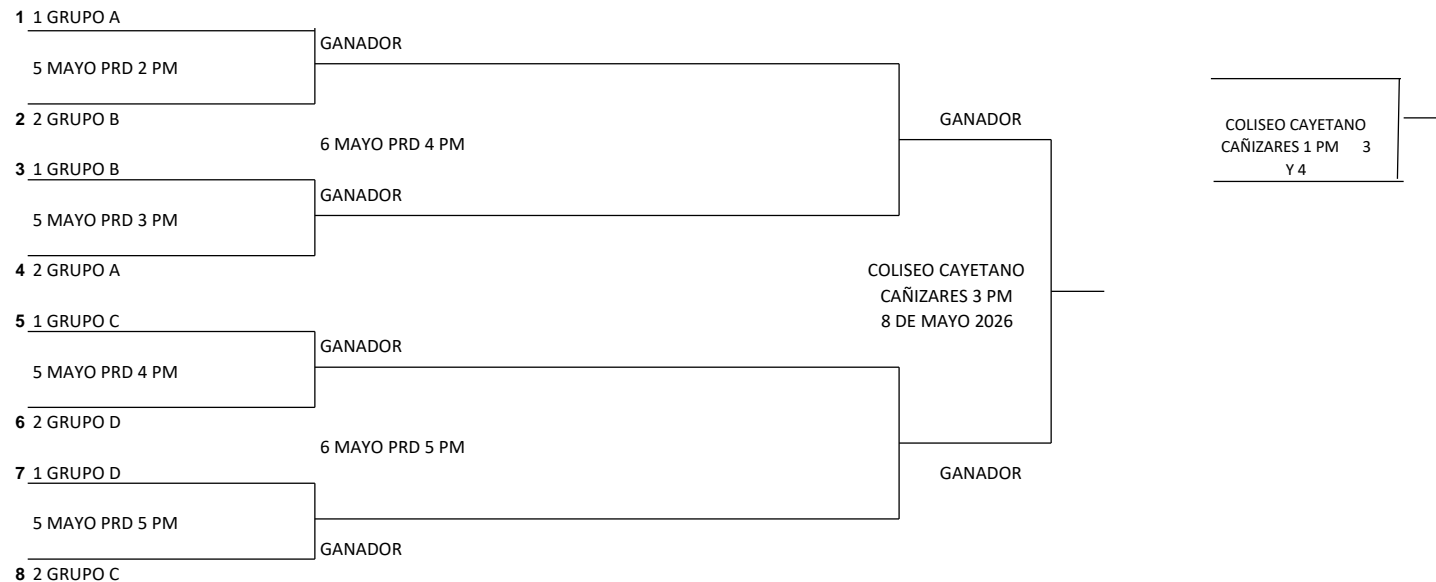 1 1 GRUPO A
GANADOR
5 MAYO PRD 2 PM
2 2 GRUPO B
GANADOR
6 MAYO PRD 4 PM
3 1 GRUPO B
GANADOR
5 MAYO PRD 3 PM
4 2 GRUPO A
COLISEO CAYETANO
CAÑIZARES 3 PM
8 DE MAYO 2026
5 1 GRUPO C
GANADOR
5 MAYO PRD 4 PM
6 2 GRUPO D
6 MAYO PRD 5 PM
7 1 GRUPO D
GANADOR
5 MAYO PRD 5 PM
GANADOR
8 2 GRUPO C
COLISEO CAYETANO
CAÑIZARES 1 PM 3
Y 4